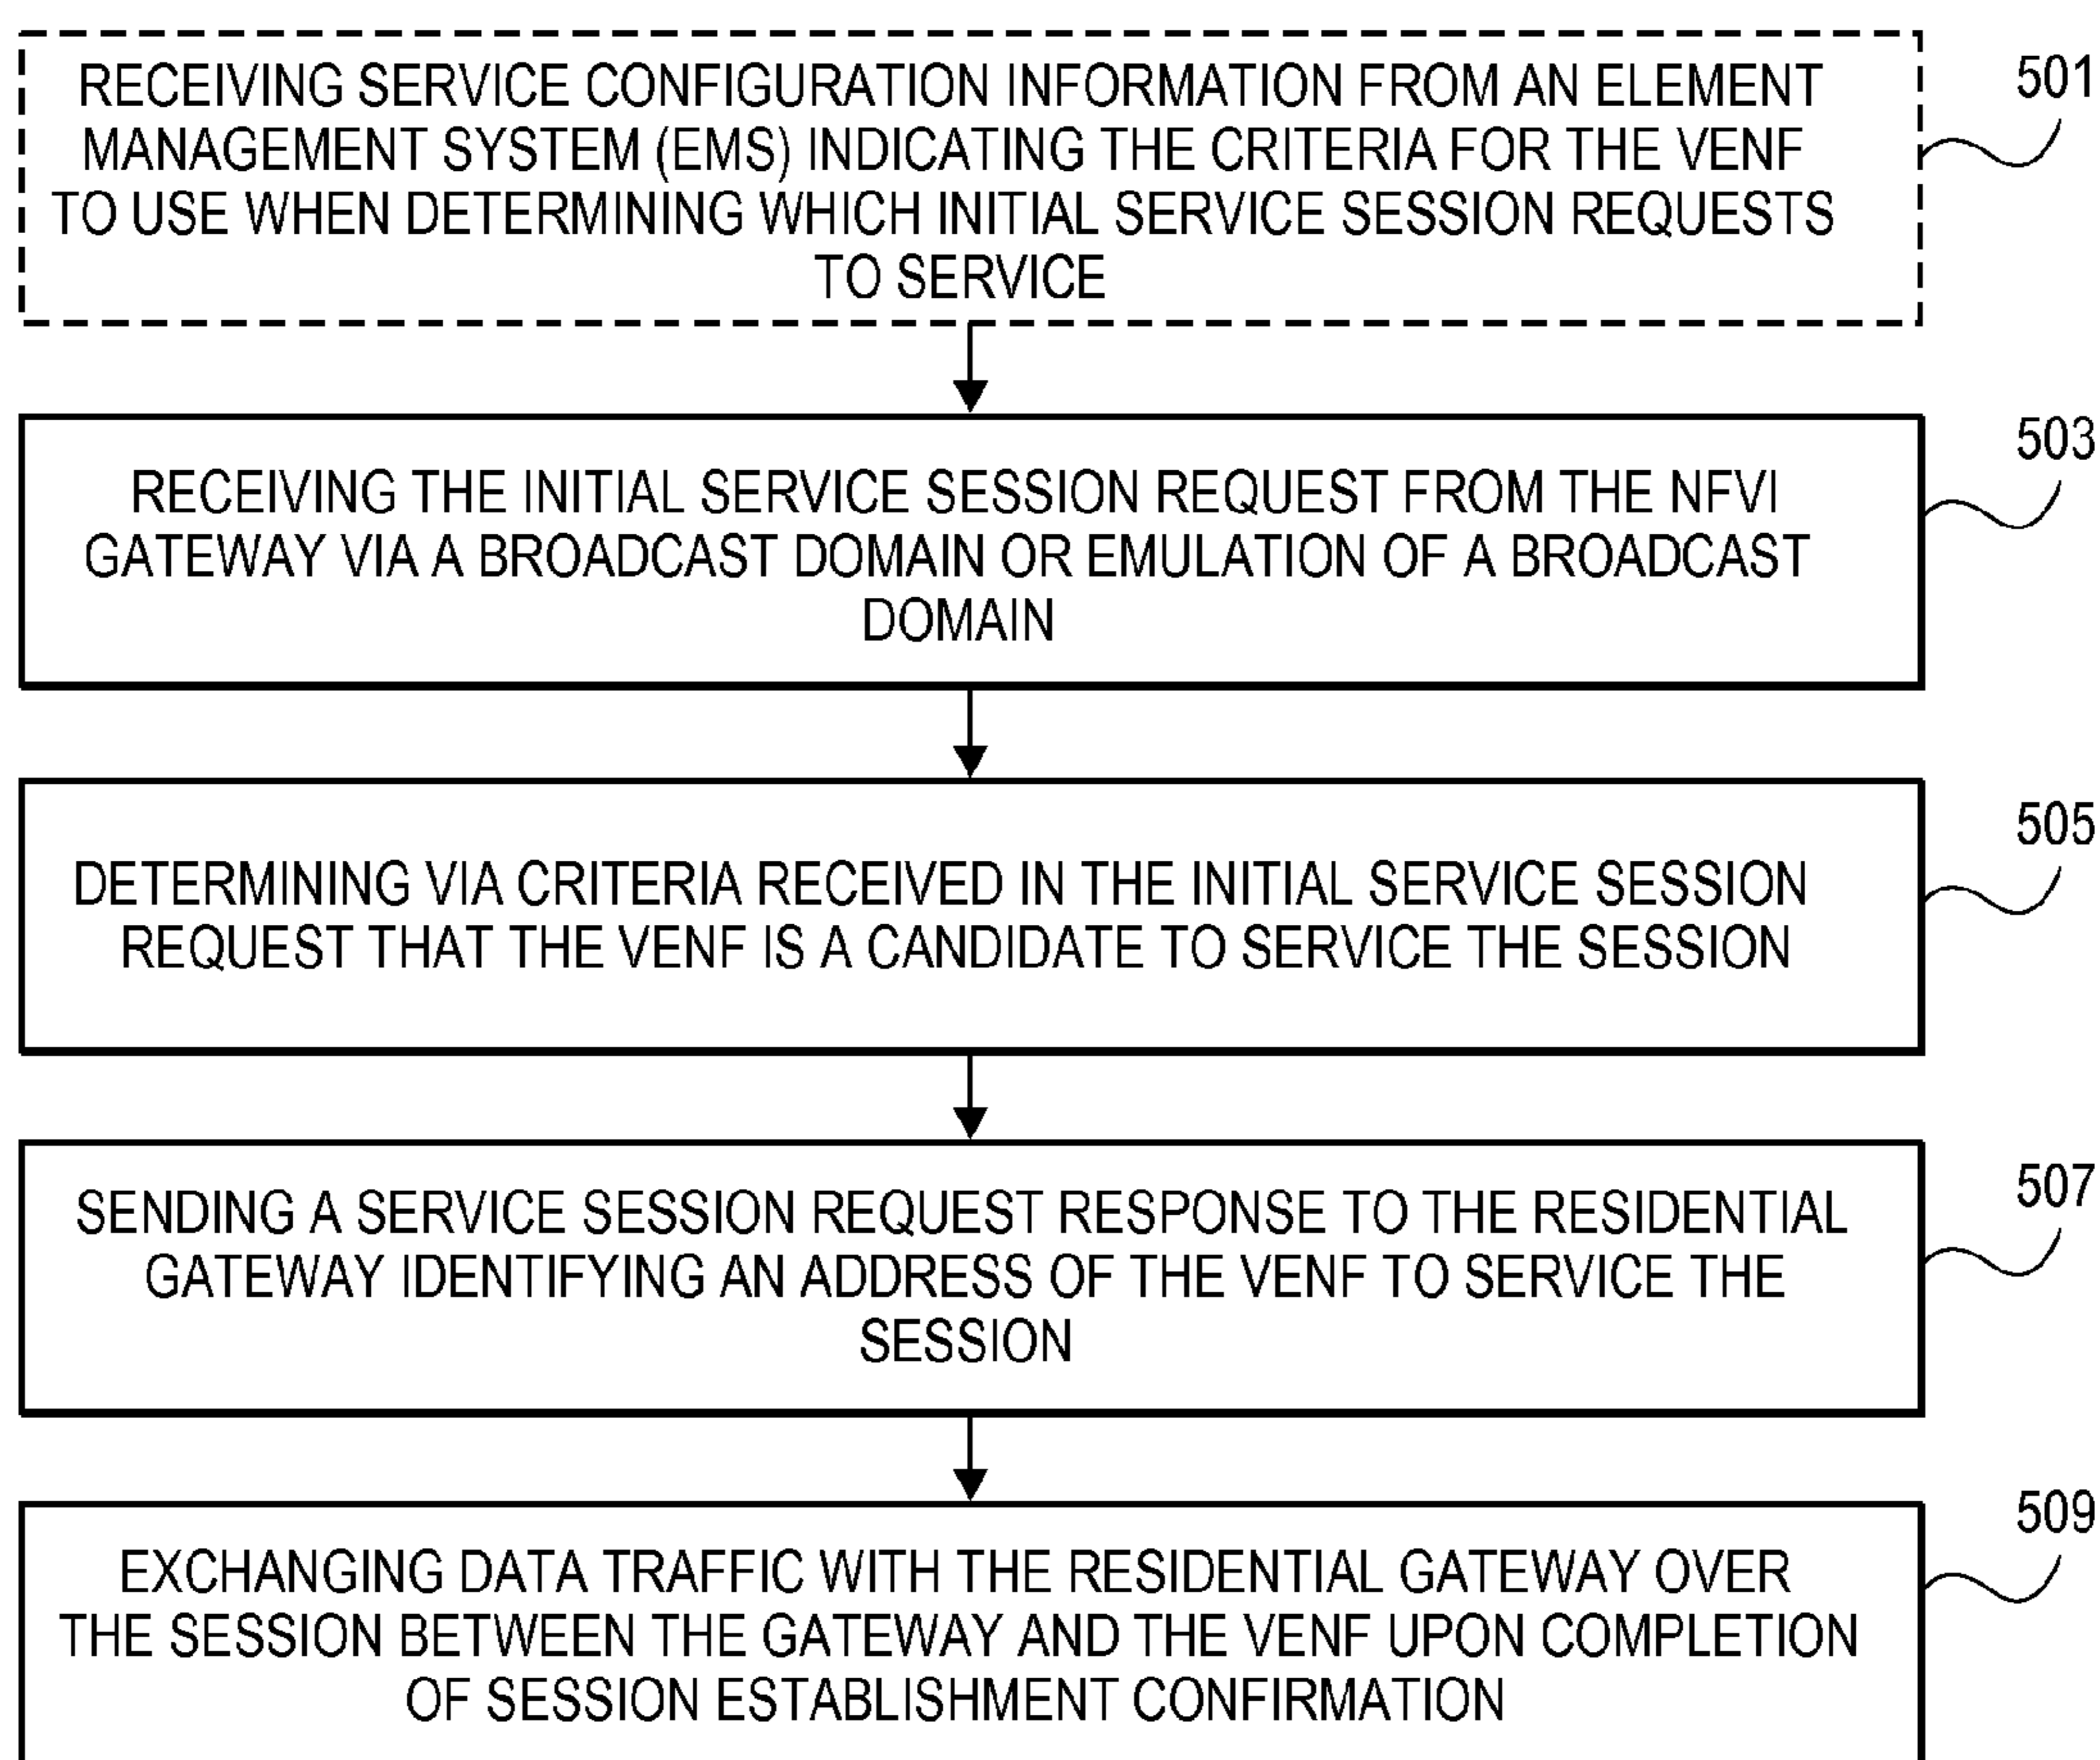 RECEIVING SERVICE CONFIGURATION INFORMATION FROM AN ELEMENT
MANAGEMENT SYSTEM (EMS) INDICATING THE CRITERIA FOR THE VENF
TO USE WHEN DETERMINING WHICH INITIAL SERVICE SESSION REQUESTS
TO SERVICE
501
RECEIVING THE INITIAL SERVICE SESSION REQUEST FROM THE NFVI
GATEWAY VIA A BROADCAST DOMAIN OR EMULATION OF A BROADCAST
DOMAIN
503
DETERMINING VIA CRITERIA RECEIVED IN THE INITIAL SERVICE SESSION
REQUEST THAT THE VENF IS A CANDIDATE TO SERVICE THE SESSION
505
SENDING A SERVICE SESSION REQUEST RESPONSE TO THE RESIDENTIAL
GATEWAY IDENTIFYING AN ADDRESS OF THE VENF TO SERVICE THE
SESSION
507
EXCHANGING DATA TRAFFIC WITH THE RESIDENTIAL GATEWAY OVER
THE SESSION BETWEEN THE GATEWAY AND THE VENF UPON COMPLETION
OF SESSION ESTABLISHMENT CONFIRMATION
509